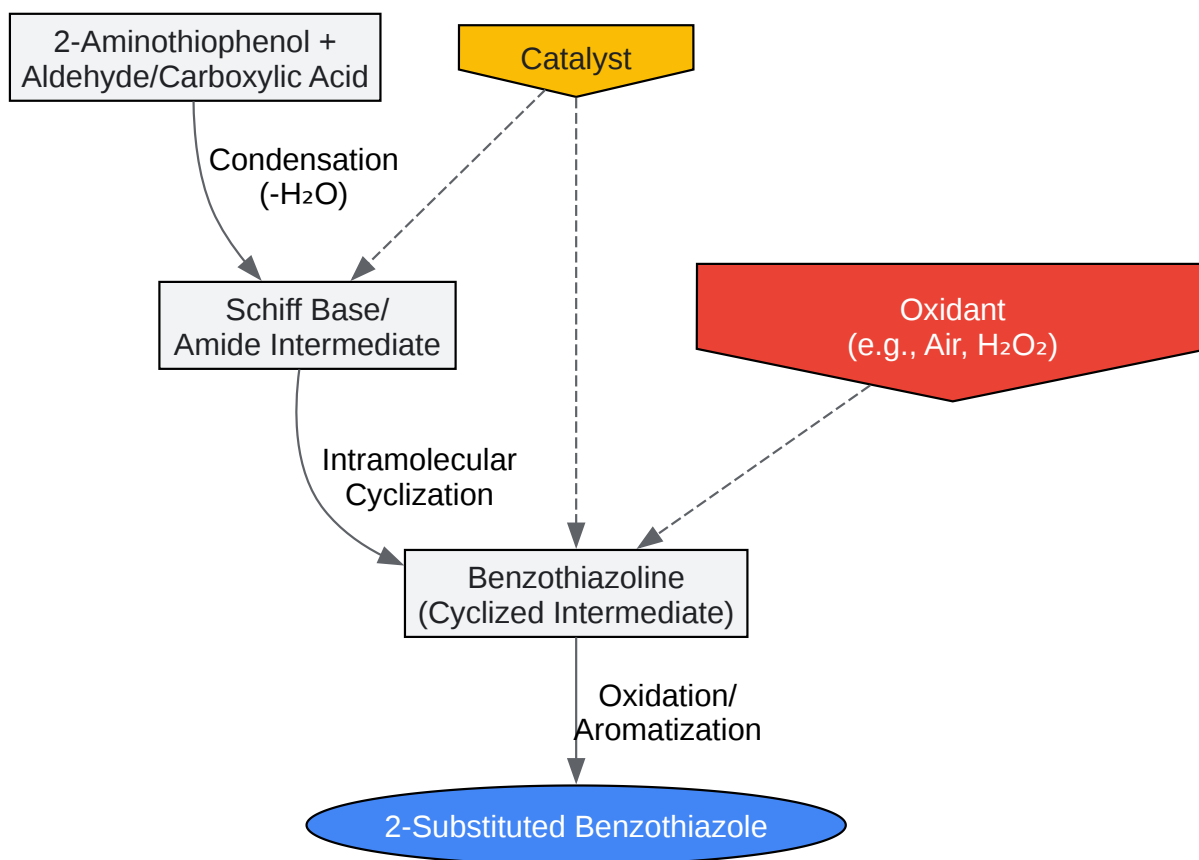 2-Aminothiophenol +
Aldehyde/Carboxylic Acid
Catalyst
Condensation
(-H₂O)
Schiff Base/
Amide Intermediate
Oxidant
(e.g., Air, H₂O₂)
Intramolecular
Cyclization
Benzothiazoline
(Cyclized Intermediate)
Oxidation/
Aromatization
2-Substituted Benzothiazole